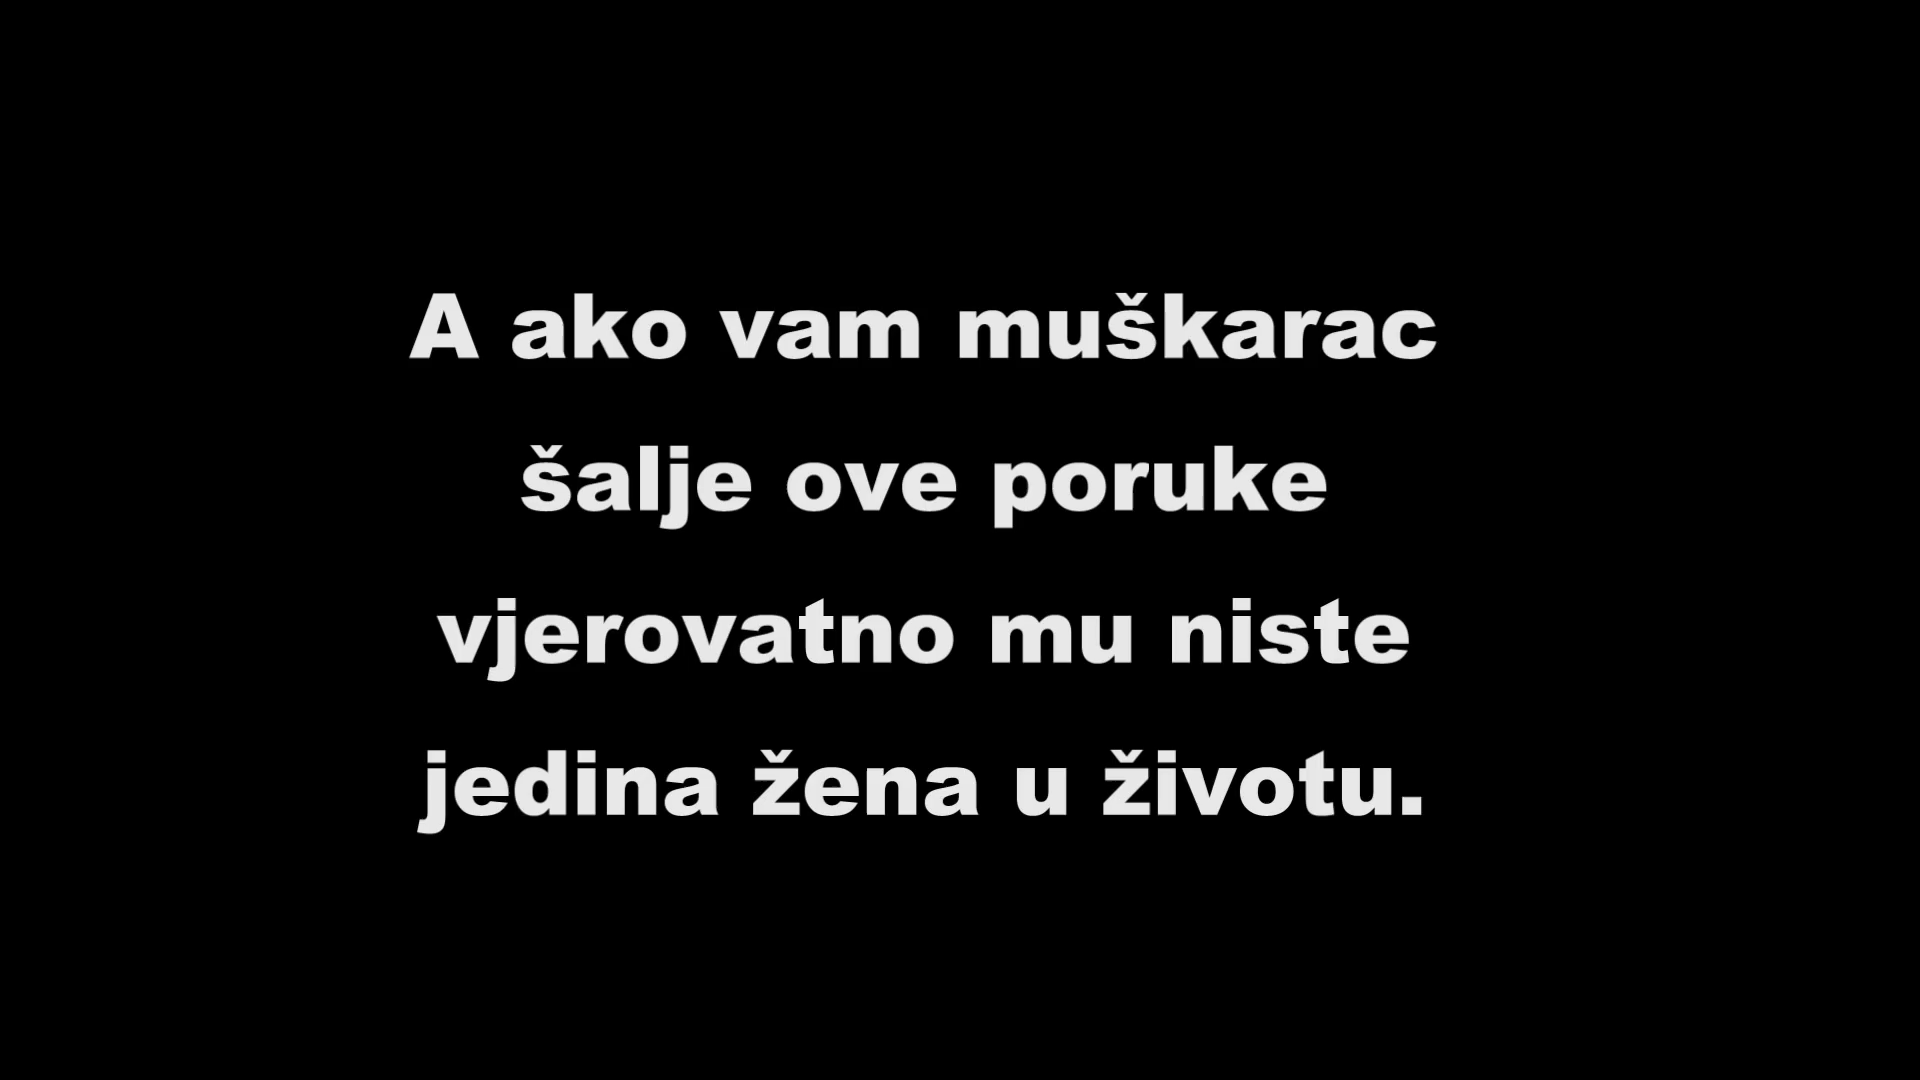 A ako vam muškarac
šalje ove poruke
vjerovatno mu niste
jedina žena u životu.